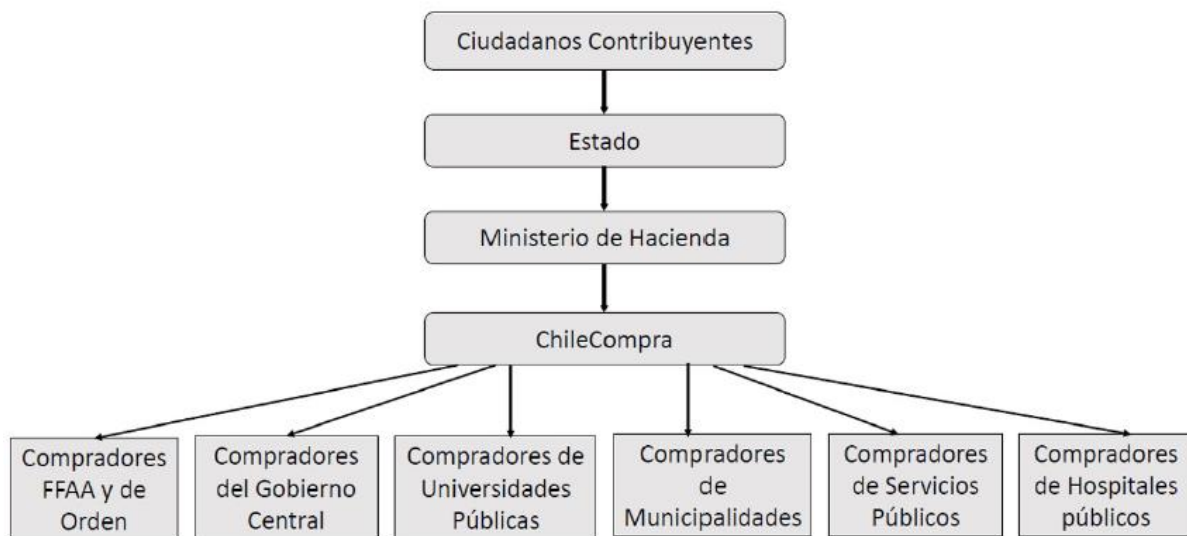 Ciudadanos Contribuyentes
Estado
Ministerio de Hacienda
ChileCompra
Compradores
FFAA y de
Orden
Compradores
del Gobierno
Central
Compradores de
Universidades
Públicas
Compradores
de
Municipalidades
Compradores
de Servicios
Públicos
Compradores
de Hospitales
públicos